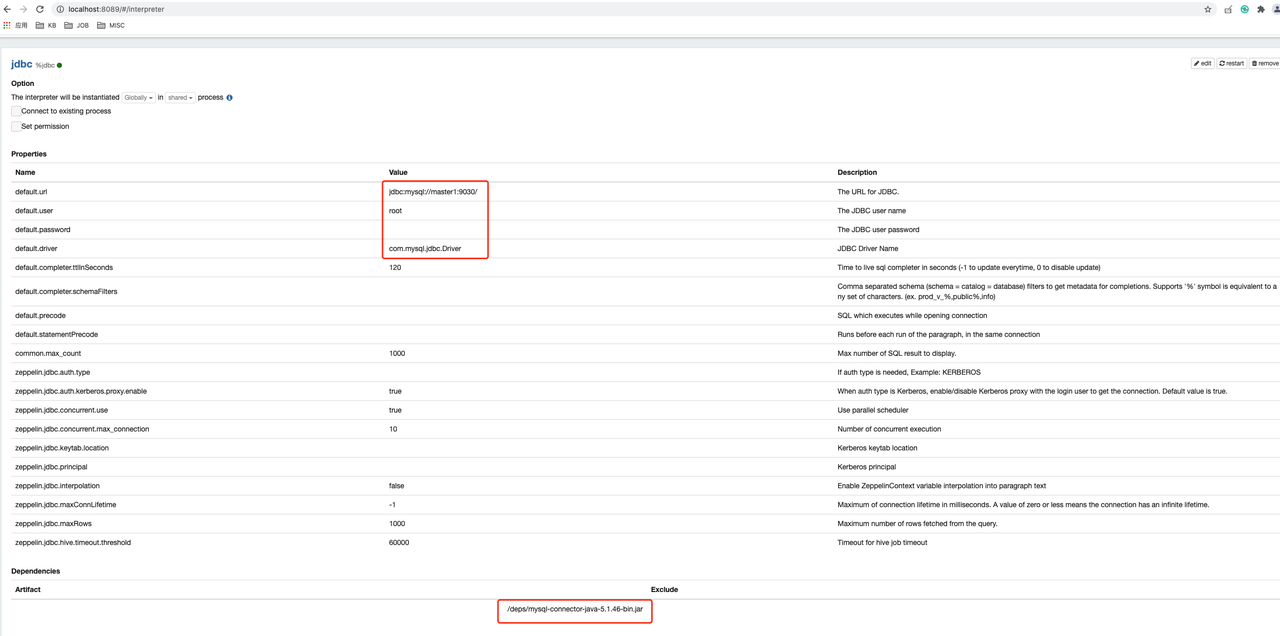 localhost:8089/#/interpreter
应用 KB JOB MISC
jdbc %jdbc
edit restart remove
Option
The interpreter will be instantiated Globally in shared process
Connect to existing process
Set permission
Properties
Name Value Description
default.url jdbc:mysql://master1:9030/ The URL for JDBC.
default.user root The JDBC user name
default.password The JDBC user password
default.driver com.mysql.jdbc.Driver JDBC Driver Name
default.completer.ttlInSeconds 120 Time to live sql completer in seconds (-1 to update everytime, 0 to disable update)
default.completer.schemaFilters Comma separated schema (schema = catalog = database) filters to get metadata for completions. Supports '%' symbol is equivalent to a
ny set of characters. (ex. prod_v_%,public%,info)
default.precode SQL which executes while opening connection
default.statementPrecode Runs before each run of the paragraph, in the same connection
common.max_count 1000 Max number of SQL result to display.
zeppelin.jdbc.auth.type If auth type is needed, Example: KERBEROS
zeppelin.jdbc.auth.kerberos.proxy.enable true When auth type is Kerberos, enable/disable Kerberos proxy with the login user to get the connection. Default value is true.
zeppelin.jdbc.concurrent.use true Use parallel scheduler
zeppelin.jdbc.concurrent.max_connection 10 Number of concurrent execution
zeppelin.jdbc.keytab.location Kerberos keytab location
zeppelin.jdbc.principal Kerberos principal
zeppelin.jdbc.interpolation false Enable ZeppelinContext variable interpolation into paragraph text
zeppelin.jdbc.maxConnLifetime -1 Maximum of connection lifetime in milliseconds. A value of zero or less means the connection has an infinite lifetime.
zeppelin.jdbc.maxRows 1000 Maximum number of rows fetched from the query.
zeppelin.jdbc.hive.timeout.threshold 60000 Timeout for hive job timeout
Dependencies
Artifact Exclude
/deps/mysql-connector-java-5.1.46-bin.jar